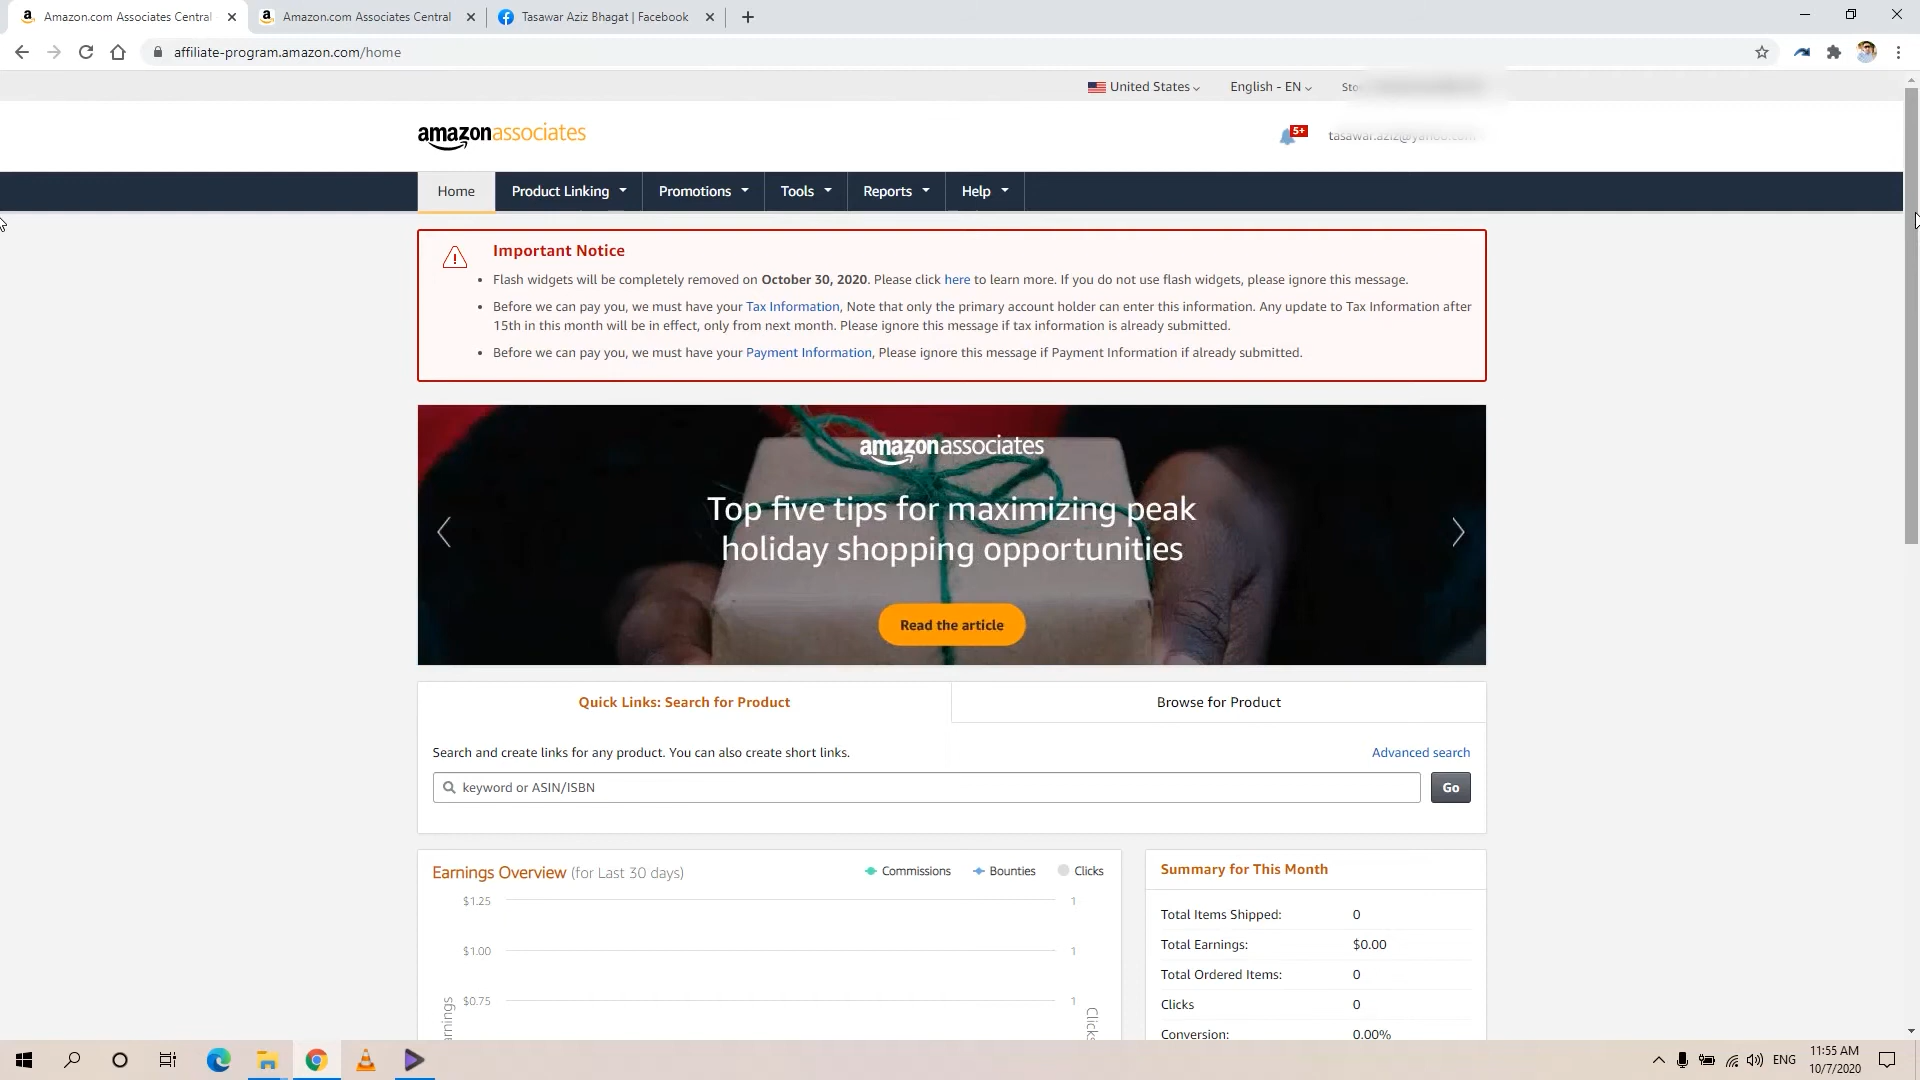 Amazon.com Associates Central
Amazon.com Associates Central
Tasawar Aziz Bhagat | Facebook
affiliate-program.amazon.com/home
United States
English - EN
Sto
amazonassociates
5+
tasawar.aziz@yahoo.com
Home
Product Linking
Promotions
Tools
Reports
Help
Important Notice
• Flash widgets will be completely removed on October 30, 2020. Please click here to learn more. If you do not use flash widgets, please ignore this message.
• Before we can pay you, we must have your Tax Information, Note that only the primary account holder can enter this information. Any update to Tax Information after
15th in this month will be in effect, only from next month. Please ignore this message if tax information is already submitted.
• Before we can pay you, we must have your Payment Information, Please ignore this message if Payment Information if already submitted.
amazonassociates
Top five tips for maximizing peak
holiday shopping opportunities
Read the article
Quick Links: Search for Product
Browse for Product
Search and create links for any product. You can also create short links.
Advanced search
keyword or ASIN/ISBN
Go
Earnings Overview (for Last 30 days)
Commissions
Bounties
Clicks
$1.25
1
$1.00
1
$0.75
1
Clicks
Summary for This Month
Total Items Shipped: 0
Total Earnings: $0.00
Total Ordered Items: 0
Clicks 0
Conversion: 0.00%
ENG
11:55 AM
10/7/2020